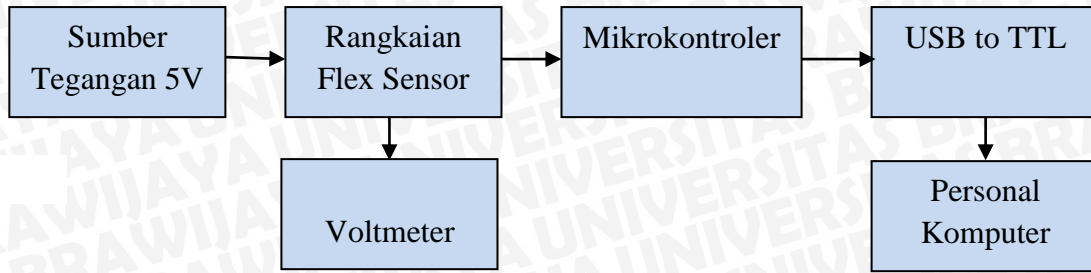 Sumber
Tegangan 5V
Rangkaian
Flex Sensor
Mikrokontroler
USB to TTL
Voltmeter
Personal
Komputer